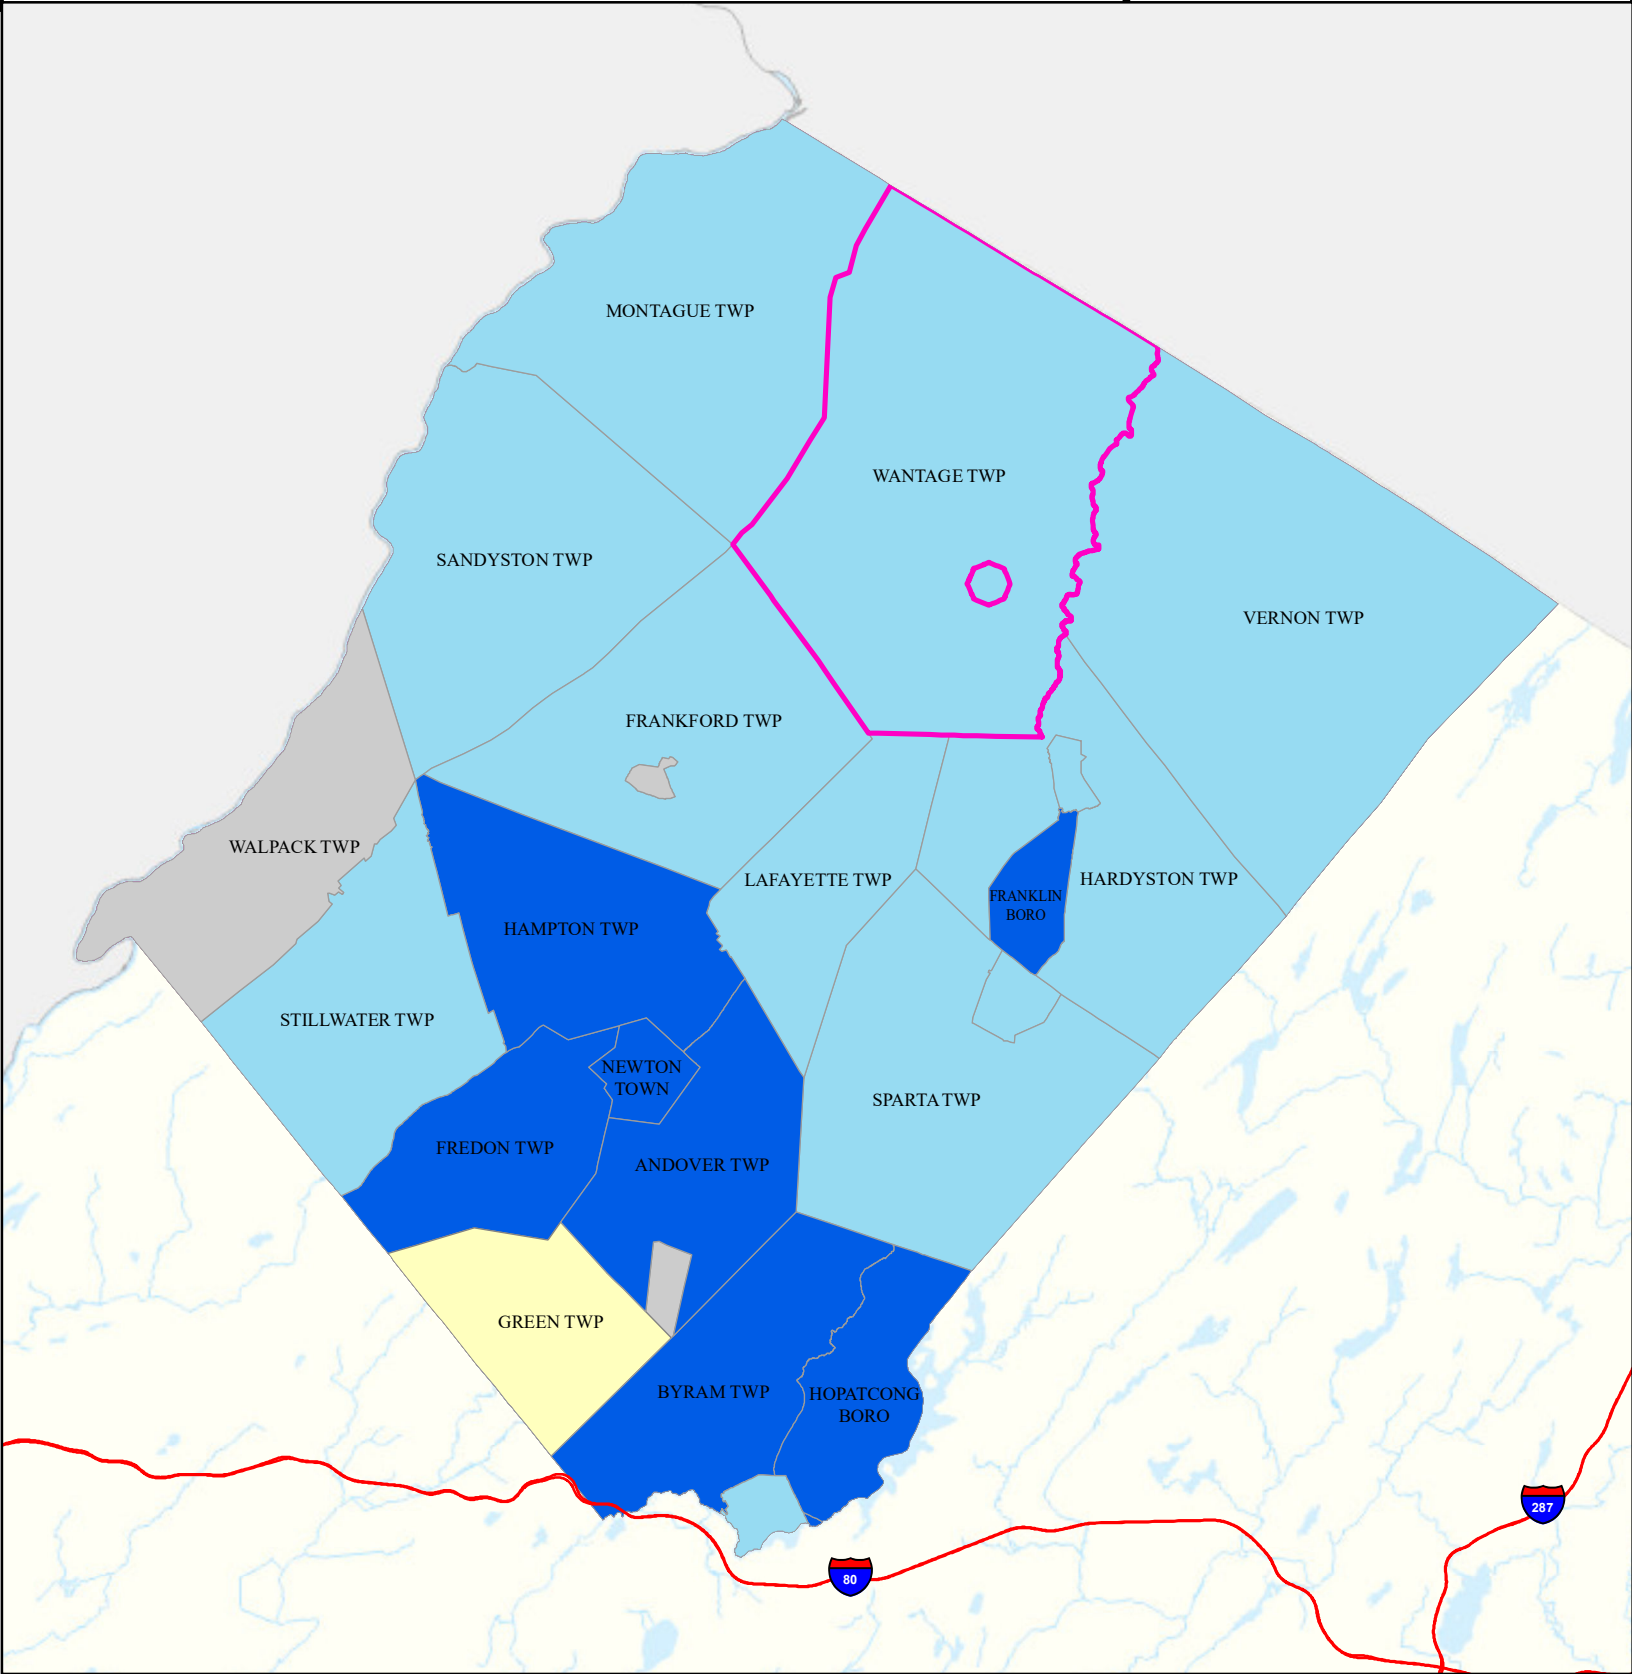 MONTAGUE TWP
WANTAGE TWP
SANDYSTON TWP
VERNON TWP
FRANKFORD TWP
WALPACK TWP
LAFAYETTE TWP
HARDYSTON TWP
FRANKLIN
BORO
HAMPTON TWP
STILLWATER TWP
NEWTON
TOWN
SPARTA TWP
FREDON TWP
ANDOVER TWP
GREEN TWP
BYRAM TWP
HOPATCONG
BORO
287
80